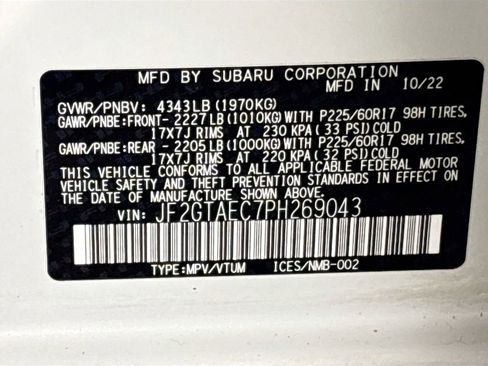 MFD BY SUBARU CORPORATION
MFD IN 10/22
GVWR/PNBV: 4343LB(1970KG)
GAWR/PNBE:FRONT- 2227LB(1010KG)WITH P225/60R17 98H TIRES,
17X7J RIMS AT 230 KPA( 33 PSI)COLD
GAWR/PNBE:REAR - 2205LB(1000KG)WITH P225/60R17 98H TIRES,
17X7J RIMS AT 220 KPA( 32 PSI)COLD
THIS VEHICLE CONFORMS TO ALL APPLICABLE FEDERAL MOTOR
VEHICLE SAFETY AND THEFT PREVENTION STANDARDS IN EFFECT ON
THE DATE OF MANUFACTURE SHOWN ABOVE.
VIN: JF2GTAEC7PH269043
TYPE:MPV/VTUM ICES/NMB-002